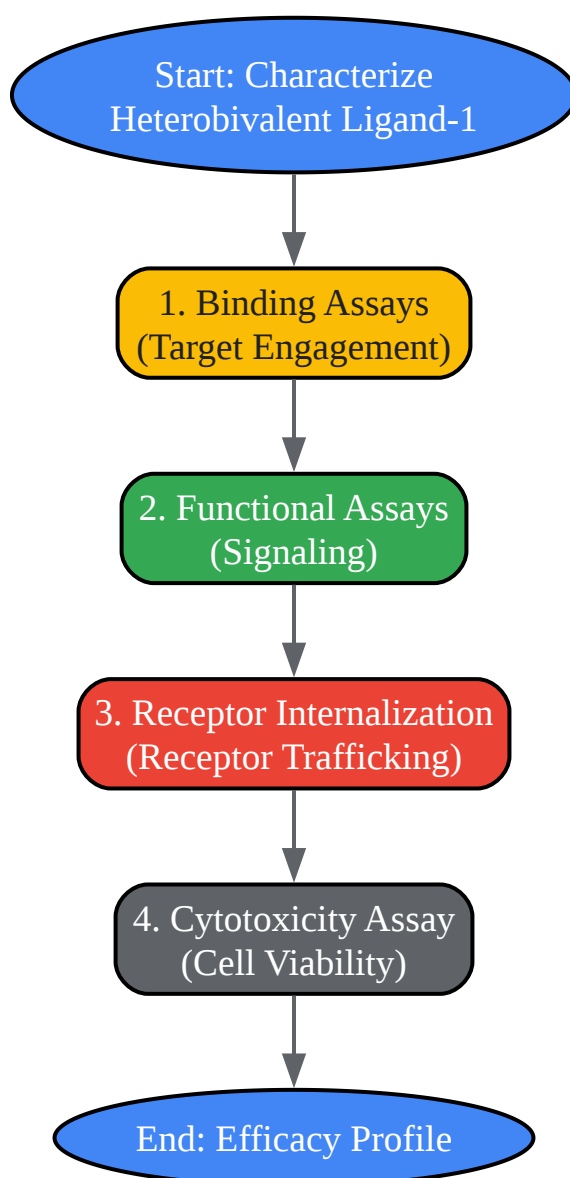 Start: Characterize
Heterobivalent Ligand-1
1. Binding Assays
(Target Engagement)
2. Functional Assays
(Signaling)
3. Receptor Internalization
(Receptor Trafficking)
4. Cytotoxicity Assay
(Cell Viability)
End: Efficacy Profile